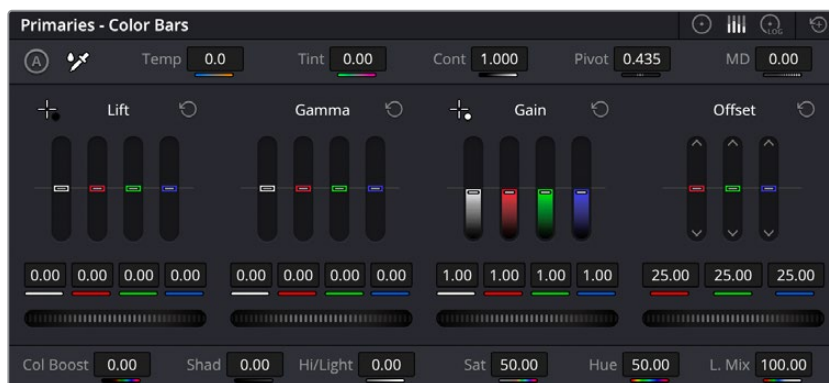 Primaries - Color Bars
LOG
A Temp 0.0 Tint 0.00 Cont 1.000 Pivot 0.435 MD 0.00
Lift Gamma Gain Offset
0.00 0.00 0.00 0.00 0.00 0.00 0.00 0.00 1.00 1.00 1.00 1.00 25.00 25.00 25.00
Col Boost 0.00 Shad 0.00 Hi/Light 0.00 Sat 50.00 Hue 50.00 L. Mix 100.00